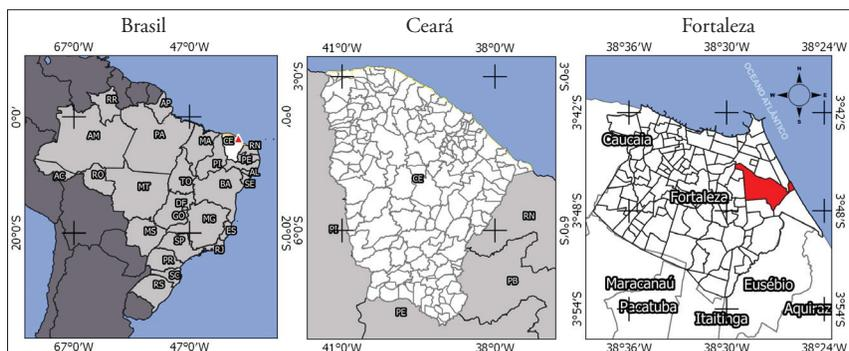 Brasil
67°0'W 47°0'W
0°0'
20°0'S
0°0'
20°0'S
RR
AP
AM
PA
MA
CE
RN
PI
PE
AL
SE
AC
RO
TO
BA
MT
DF
GO
MG
MS
ES
SP
RJ
PR
SC
RS
67°0'W 47°0'W
Ceará
41°0'W 38°0'W
3°0'S
6°0'S
3°0'S
6°0'S
CE
RN
PI
PB
PE
41°0'W 38°0'W
Fortaleza
38°36'W 38°30'W 38°24'W
3°42'
3°48'S
3°54'S
3°42'
3°48'S
3°54'S
OCEANO ATLÂNTICO
N
W
E
S
Caucaia
Fortaleza
Maracanaú
Eusébio
Pacatuba
Itaitinga
Aquiraz
38°36'W 38°30'W 38°24'W